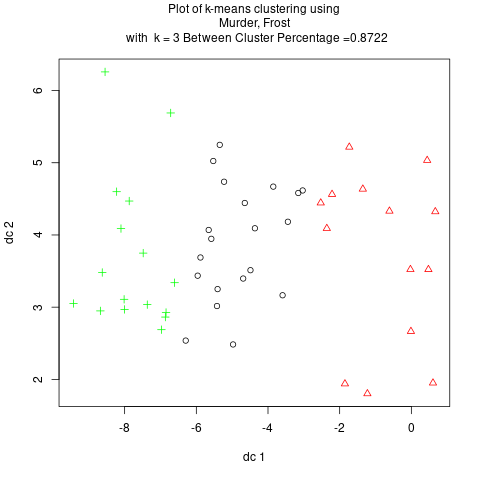 Plot of k-means clustering using
Murder, Frost
with k = 3 Between Cluster Percentage =0.8722
6
5
4
3
2
dc 2
-8
-6
-4
-2
0
dc 1